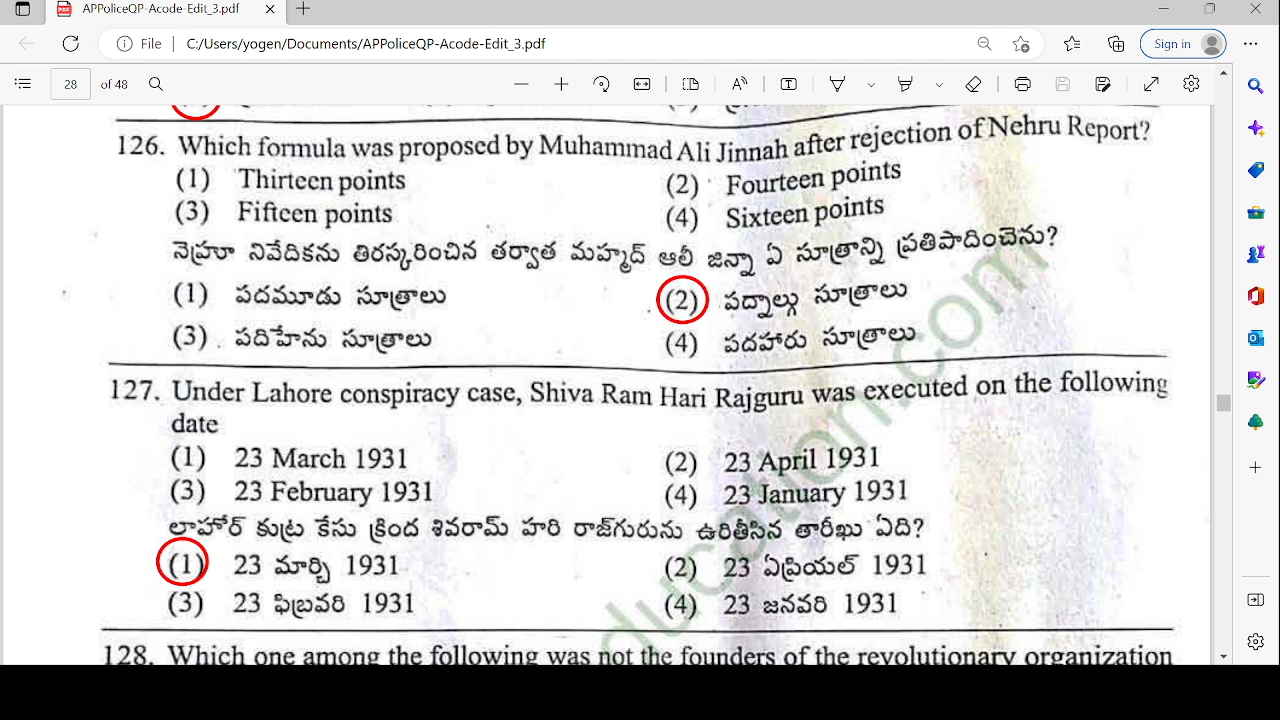 APPoliceQP-Acode-Edit_3.pdf
File C:/Users/yogen/Documents/APPoliceQP-Acode-Edit_3.pdf Sign in
28 of 48
126. Which formula was proposed by Muhammad Ali Jinnah after rejection of Nehru Report?
(1) Thirteen points (2) Fourteen points
(3) Fifteen points (4) Sixteen points
నెహ్రూ నివేదికను తిరస్కరించిన తర్వాత మహ్మద్ ఆలీ జిన్నా ఏ సూత్రాన్ని ప్రతిపాదించెను?
(1) పదమూడు సూత్రాలు (2) పద్నాల్గు సూత్రాలు
(3) పదిహేను సూత్రాలు (4) పదహారు సూత్రాలు
127. Under Lahore conspiracy case, Shiva Ram Hari Rajguru was executed on the following
date
(1) 23 March 1931 (2) 23 April 1931
(3) 23 February 1931 (4) 23 January 1931
లాహోర్ కుట్ర కేసు క్రింద శివరామ్ హరి రాజ్‌గురును ఉరితీసిన తారీఖు ఏది?
(1) 23 మార్చి 1931 (2) 23 ఏప్రియల్ 1931
(3) 23 ఫిబ్రవరి 1931 (4) 23 జనవరి 1931
128. Which one among the following was not the founders of the revolutionary organization
ducation.com